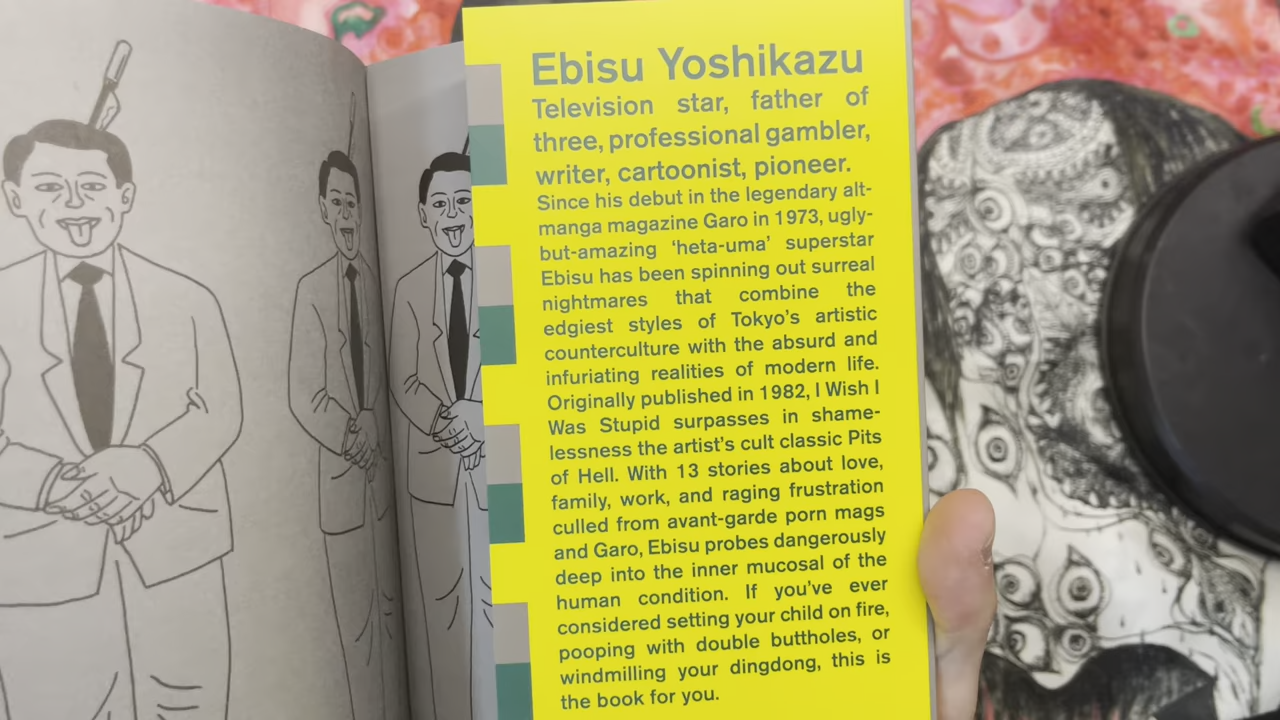 Ebisu Yoshikazu
Television star, father of
three, professional gambler,
writer, cartoonist, pioneer.
Since his debut in the legendary alt-
manga magazine Garo in 1973, ugly-
but-amazing ‘heta-uma’ superstar
Ebisu has been spinning out surreal
nightmares that combine the
edgiest styles of Tokyo’s artistic
counterculture with the absurd and
infuriating realities of modern life.
Originally published in 1982, I Wish I
Was Stupid surpasses in shame-
lessness the artist’s cult classic Pits
of Hell. With 13 stories about love,
family, work, and raging frustration
culled from avant-garde porn mags
and Garo, Ebisu probes dangerously
deep into the inner mucosal of the
human condition. If you’ve ever
considered setting your child on fire,
pooping with double buttholes, or
windmilling your dingdong, this is
the book for you.